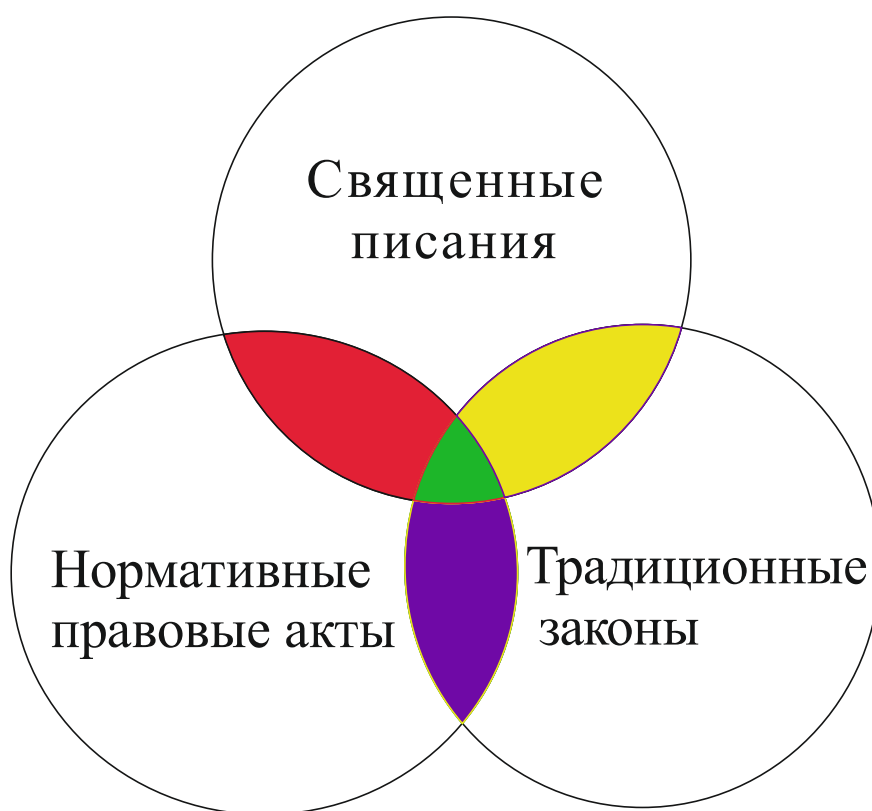 Священные
писания
Нормативные
правовые акты
Традиционные
законы